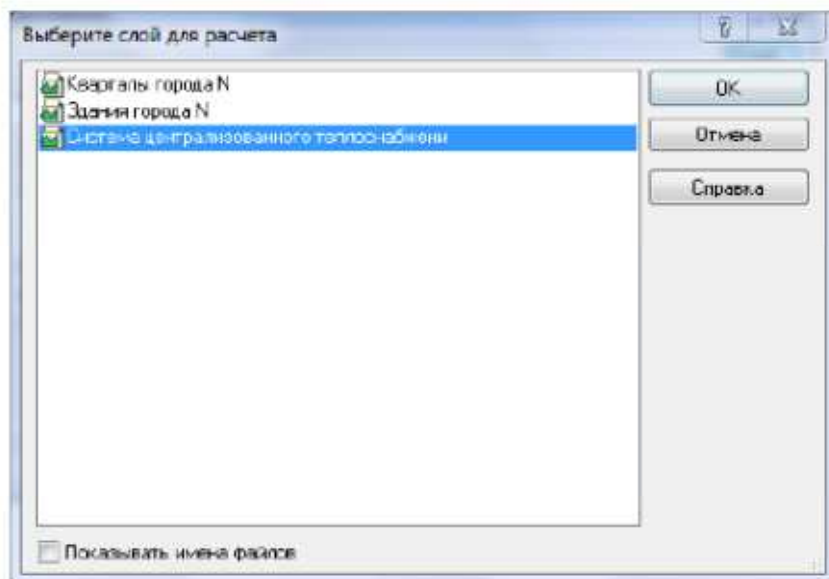 Выберите слой для расчета
Кварталы города N
Здания города N
Система централизованного теплоснабжени
OK
Отмена
Справка
Показывать имена файлов